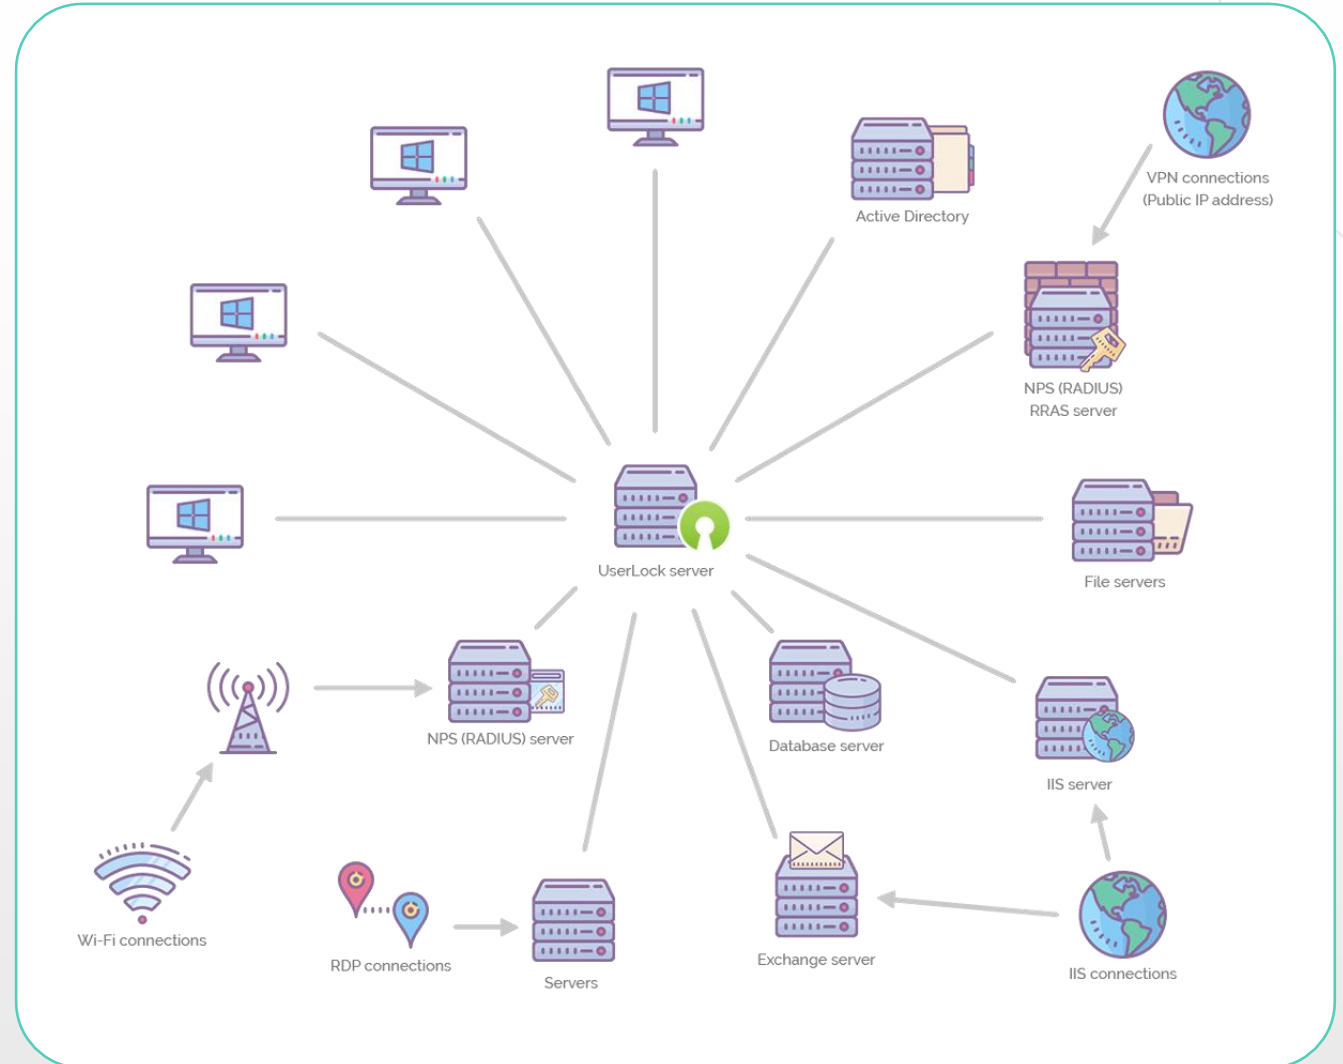 Active Directory
VPN connections
(Public IP address)
NPS (RADIUS)
RRAS server
UserLock server
File servers
NPS (RADIUS) server
Database server
IIS server
Wi-Fi connections
RDP connections
Servers
Exchange server
IIS connections